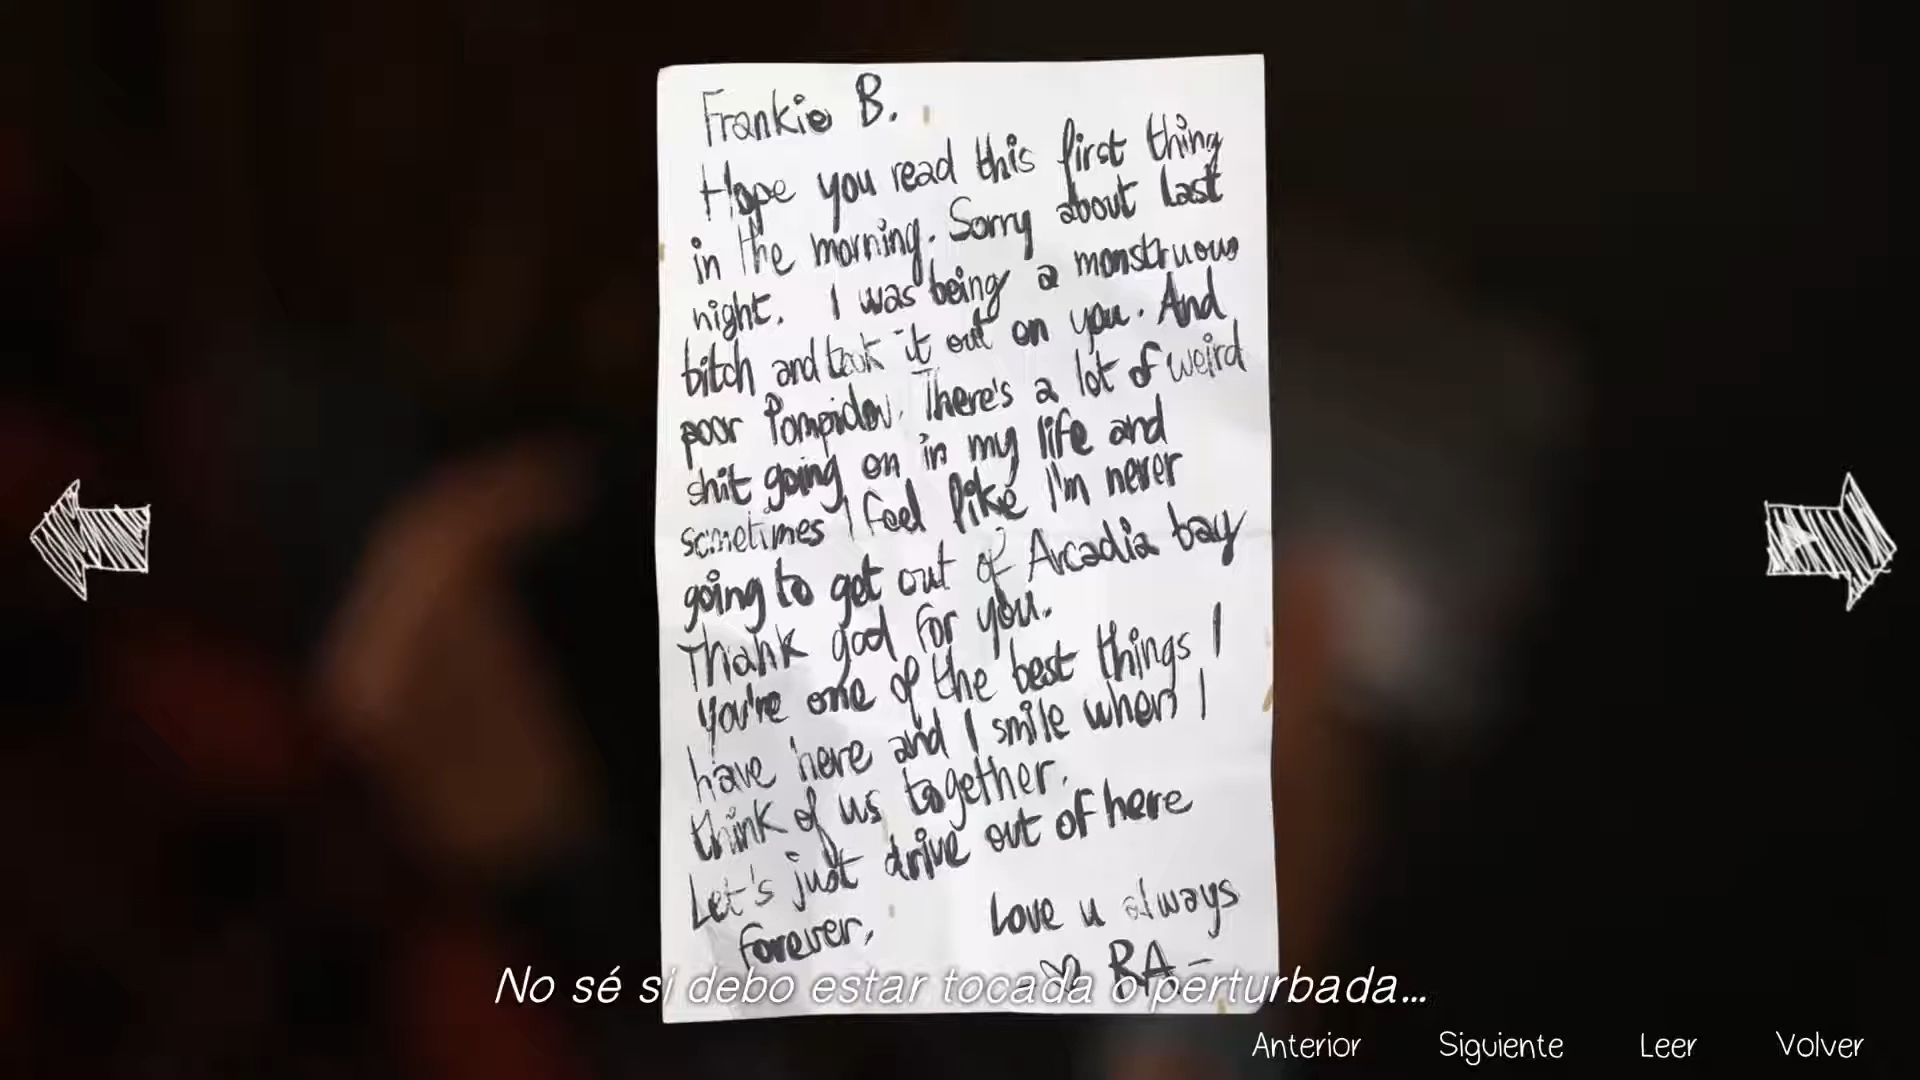 Frankie B.
Hope you read this first thing
in the morning. Sorry about last
night. I was being a monstruous
bitch and took it out on you. And
poor Pompidou. There's a lot of weird
shit going on in my life and
sometimes I feel like I'm never
going to get out of Arcadia bay
Thank god for you.
You're one of the best things I
have here and I smile when I
think of us together.
Let's just drive out of here
forever.
Love u always
♡ RA -
No sé si debo estar tocada o perturbada...
Anterior Siguiente Leer Volver